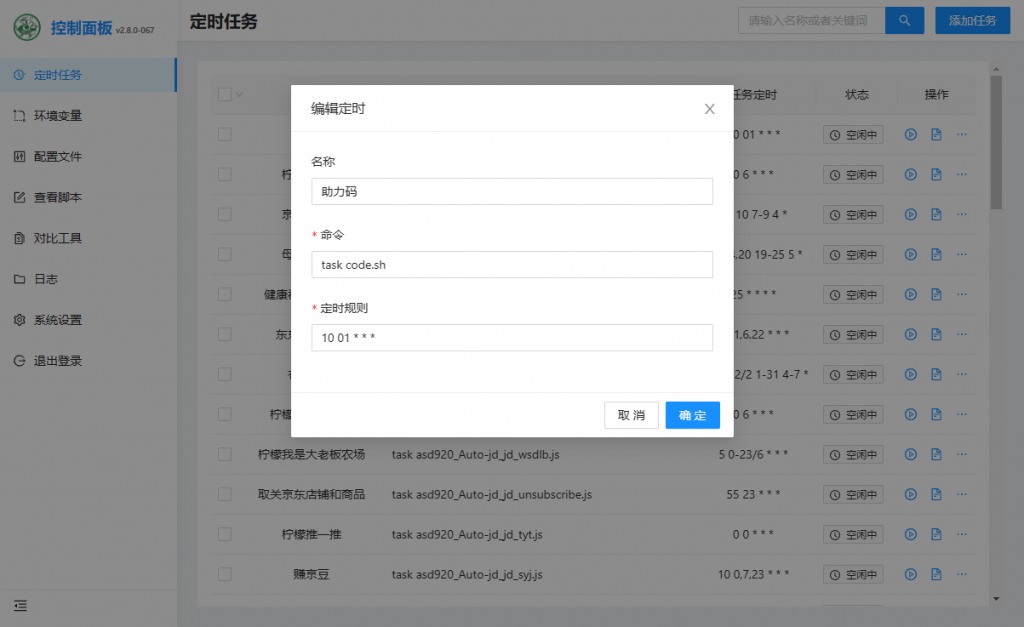 控制面板 v2.8.0-067
定时任务
环境变量
配置文件
查看脚本
对比工具
日志
系统设置
退出登录
定时任务
请输入名称或者关键词
添加任务
任务定时 状态 操作
0 01 * * * 空闲中
0 6 * * * 空闲中
10 7-9 4 * 空闲中
,20 19-25 5 * 空闲中
健康 25 * * * * 空闲中
1,6,22 * * * 空闲中
2/2 1-31 4-7 * 空闲中
柠檬 0 6 * * * 空闲中
柠檬我是大老板农场 task asd920_Auto-jd_jd_wsdlb.js 5 0-23/6 * * * 空闲中
取关京东店铺和商品 task asd920_Auto-jd_jd_unsubscribe.js 55 23 * * * 空闲中
柠檬推一推 task asd920_Auto-jd_jd_tyt.js 0 0 * * * 空闲中
赚京豆 task asd920_Auto-jd_jd_syj.js 10 0,7,23 * * * 空闲中
编辑定时
名称
助力码
* 命令
task code.sh
* 定时规则
10 01 * * *
取 消
确 定